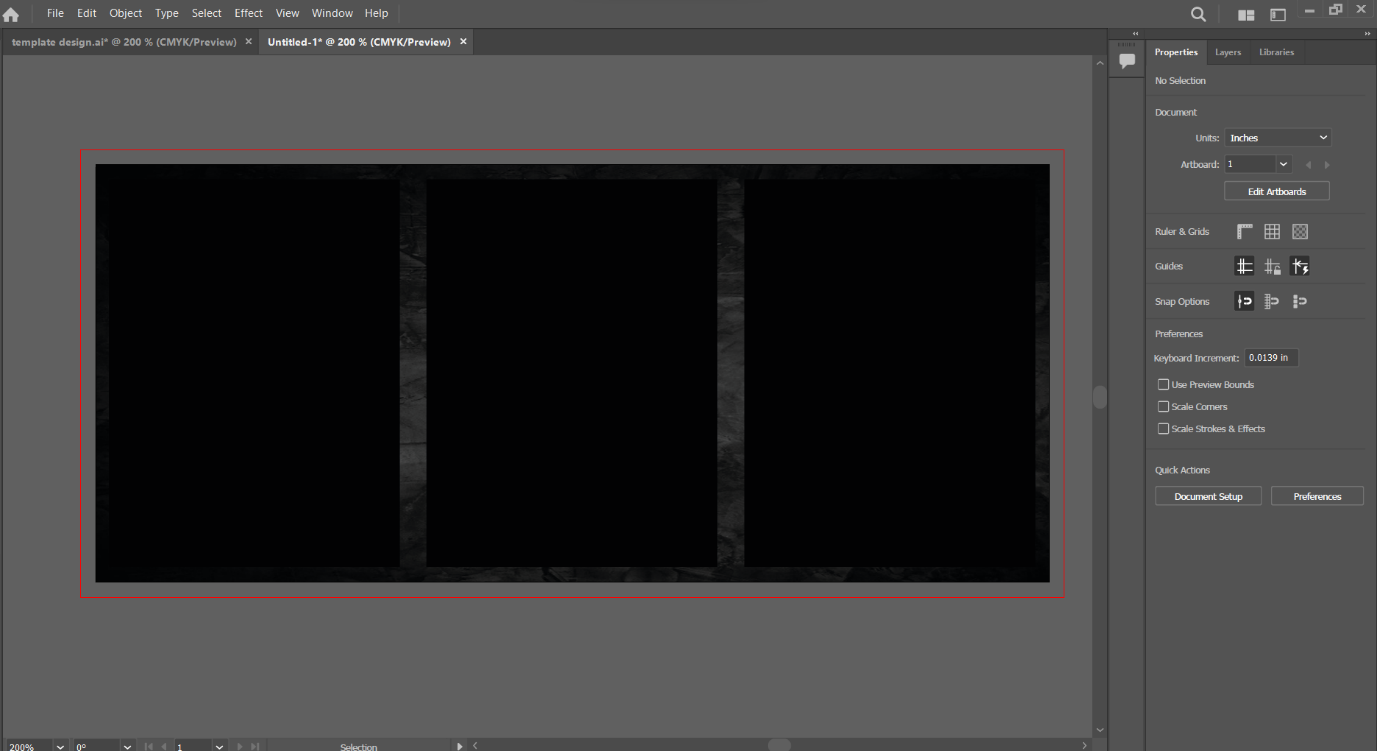 File Edit Object Type Select Effect View Window Help
template design.ai* @ 200 % (CMYK/Preview) × Untitled-1* @ 200 % (CMYK/Preview) ×
Properties Layers Libraries
No Selection
Document
Units: Inches
Artboard: 1
Edit Artboards
Ruler & Grids
Guides
Snap Options
Preferences
Keyboard Increment: 0.0139 in
Use Preview Bounds
Scale Corners
Scale Strokes & Effects
Quick Actions
Document Setup Preferences
200% 0° 1 Selection